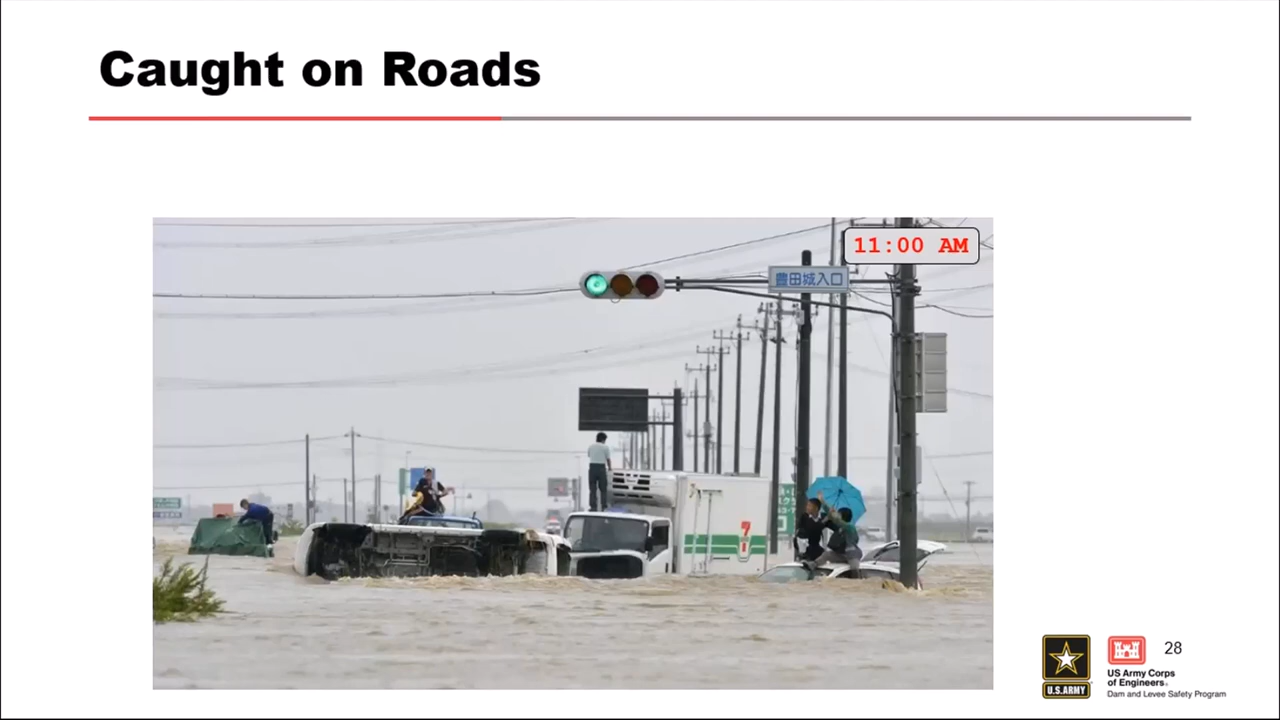 Caught on Roads
11:00 AM
豊田城入口
7
28
U.S.ARMY
US Army Corps
of Engineers®
Dam and Levee Safety Program